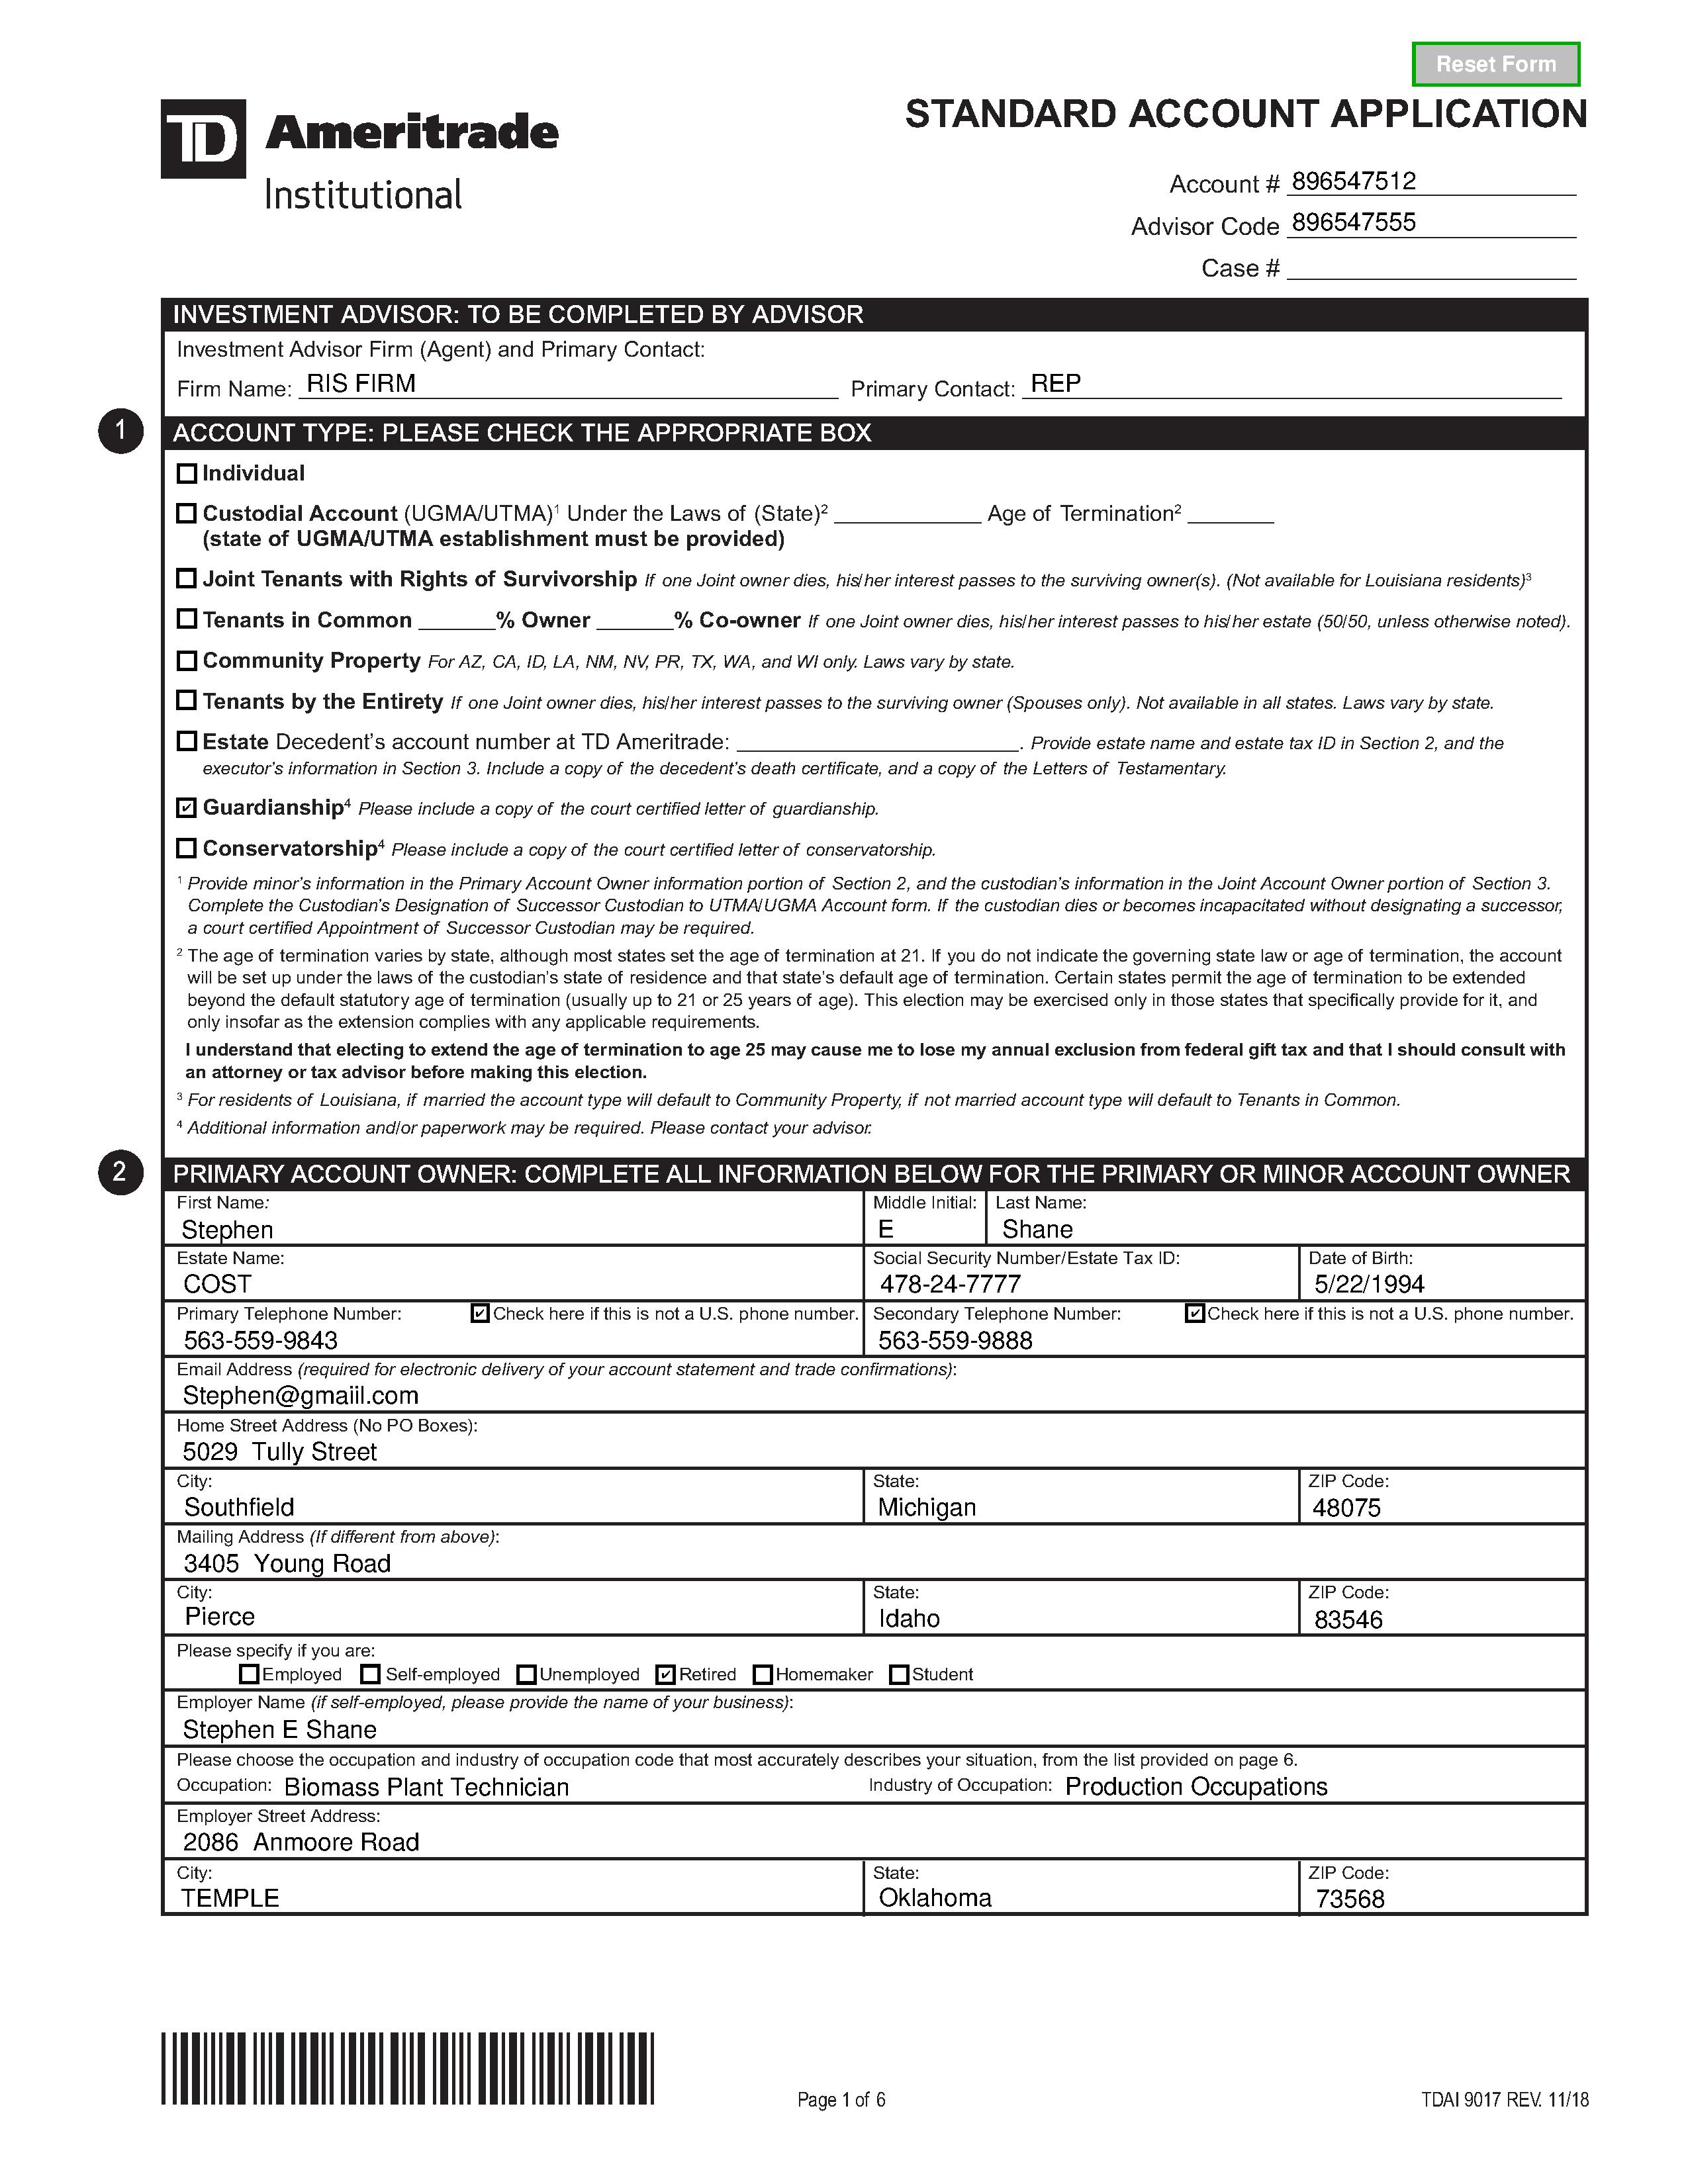 Reset Form
TD Ameritrade
Institutional
STANDARD ACCOUNT APPLICATION
Account # 896547512
Advisor Code 896547555
Case #
INVESTMENT ADVISOR: TO BE COMPLETED BY ADVISOR
Investment Advisor Firm (Agent) and Primary Contact:
Firm Name: RIS FIRM Primary Contact: REP
1 ACCOUNT TYPE: PLEASE CHECK THE APPROPRIATE BOX
Individual
Custodial Account (UGMA/UTMA)¹ Under the Laws of (State)² ____________ Age of Termination² _______
(state of UGMA/UTMA establishment must be provided)
Joint Tenants with Rights of Survivorship If one Joint owner dies, his/her interest passes to the surviving owner(s). (Not available for Louisiana residents)³
Tenants in Common ______% Owner ______% Co-owner If one Joint owner dies, his/her interest passes to his/her estate (50/50, unless otherwise noted).
Community Property For AZ, CA, ID, LA, NM, NV, PR, TX, WA, and WI only. Laws vary by state.
Tenants by the Entirety If one Joint owner dies, his/her interest passes to the surviving owner (Spouses only). Not available in all states. Laws vary by state.
Estate Decedent's account number at TD Ameritrade: ______________________. Provide estate name and estate tax ID in Section 2, and the
executor's information in Section 3. Include a copy of the decedent's death certificate, and a copy of the Letters of Testamentary.
✔ Guardianship⁴ Please include a copy of the court certified letter of guardianship.
Conservatorship⁴ Please include a copy of the court certified letter of conservatorship.
¹ Provide minor's information in the Primary Account Owner information portion of Section 2, and the custodian's information in the Joint Account Owner portion of Section 3.
Complete the Custodian's Designation of Successor Custodian to UTMA/UGMA Account form. If the custodian dies or becomes incapacitated without designating a successor,
a court certified Appointment of Successor Custodian may be required.
² The age of termination varies by state, although most states set the age of termination at 21. If you do not indicate the governing state law or age of termination, the account
will be set up under the laws of the custodian's state of residence and that state's default age of termination. Certain states permit the age of termination to be extended
beyond the default statutory age of termination (usually up to 21 or 25 years of age). This election may be exercised only in those states that specifically provide for it, and
only insofar as the extension complies with any applicable requirements.
I understand that electing to extend the age of termination to age 25 may cause me to lose my annual exclusion from federal gift tax and that I should consult with
an attorney or tax advisor before making this election.
³ For residents of Louisiana, if married the account type will default to Community Property, if not married account type will default to Tenants in Common.
⁴ Additional information and/or paperwork may be required. Please contact your advisor.
2 PRIMARY ACCOUNT OWNER: COMPLETE ALL INFORMATION BELOW FOR THE PRIMARY OR MINOR ACCOUNT OWNER
First Name: Middle Initial: Last Name:
Stephen E Shane
Estate Name: Social Security Number/Estate Tax ID: Date of Birth:
COST 478-24-7777 5/22/1994
Primary Telephone Number: ✔ Check here if this is not a U.S. phone number. Secondary Telephone Number: ✔ Check here if this is not a U.S. phone number.
563-559-9843 563-559-9888
Email Address (required for electronic delivery of your account statement and trade confirmations):
Stephen@gmaiil.com
Home Street Address (No PO Boxes):
5029 Tully Street
City: State: ZIP Code:
Southfield Michigan 48075
Mailing Address (If different from above):
3405 Young Road
City: State: ZIP Code:
Pierce Idaho 83546
Please specify if you are:
Employed Self-employed Unemployed ✔ Retired Homemaker Student
Employer Name (if self-employed, please provide the name of your business):
Stephen E Shane
Please choose the occupation and industry of occupation code that most accurately describes your situation, from the list provided on page 6.
Occupation: Biomass Plant Technician Industry of Occupation: Production Occupations
Employer Street Address:
2086 Anmoore Road
City: State: ZIP Code:
TEMPLE Oklahoma 73568
Page 1 of 6 TDAI 9017 REV. 11/18